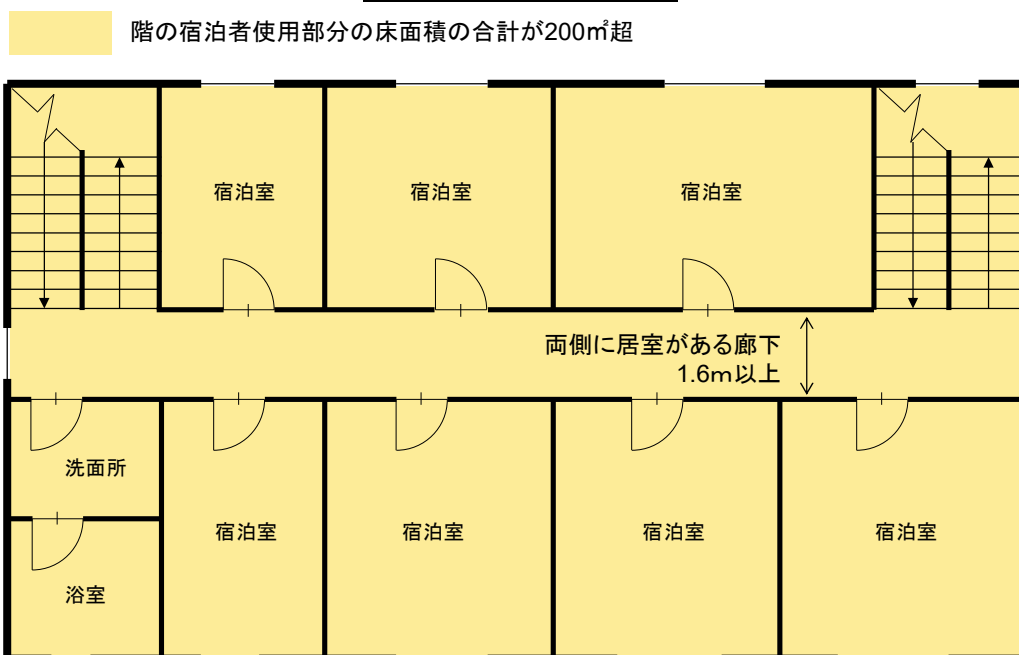 階の宿泊者使用部分の床面積の合計が200㎡超
宿泊室
宿泊室
宿泊室
両側に居室がある廊下
1.6m以上
洗面所
宿泊室
宿泊室
宿泊室
宿泊室
浴室